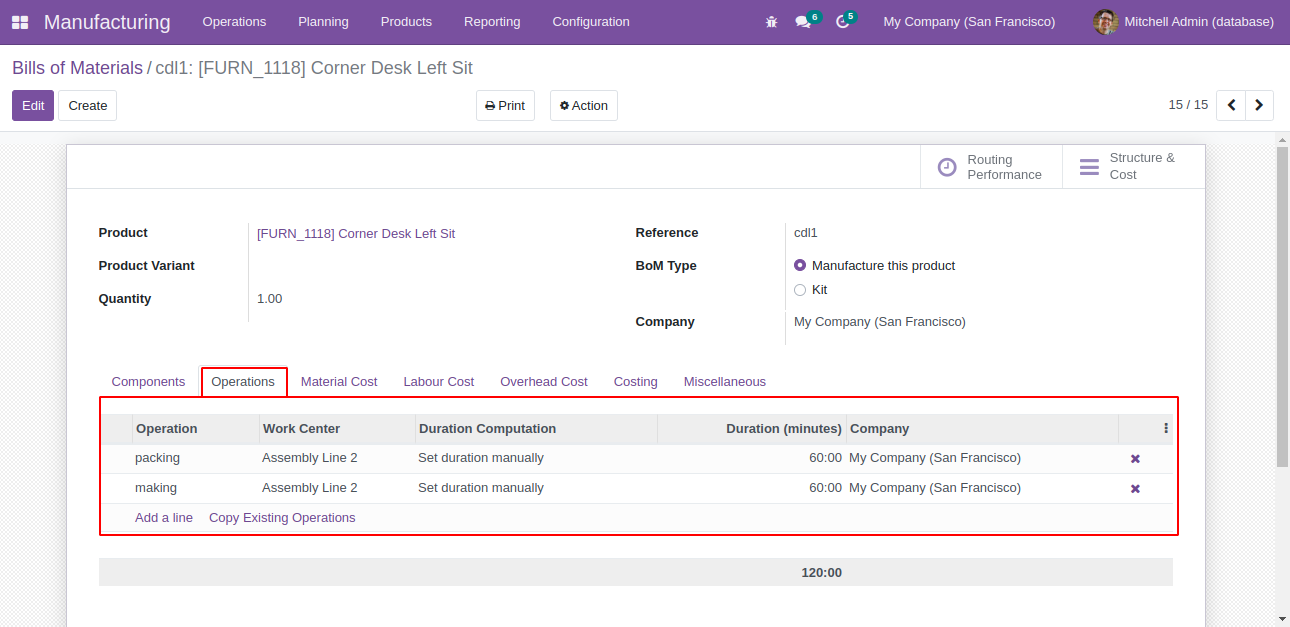 Manufacturing Operations Planning Products Reporting Configuration 6 5 My Company (San Francisco) Mitchell Admin (database)
Bills of Materials / cdl1: [FURN_1118] Corner Desk Left Sit
Edit Create Print Action 15 / 15
Routing Performance
Structure & Cost
Product [FURN_1118] Corner Desk Left Sit Reference cdl1
Product Variant BoM Type Manufacture this product
Kit
Quantity 1.00
Company My Company (San Francisco)
Components Operations Material Cost Labour Cost Overhead Cost Costing Miscellaneous
Operation Work Center Duration Computation Duration (minutes) Company
packing Assembly Line 2 Set duration manually 60:00 My Company (San Francisco)
making Assembly Line 2 Set duration manually 60:00 My Company (San Francisco)
Add a line Copy Existing Operations
120:00